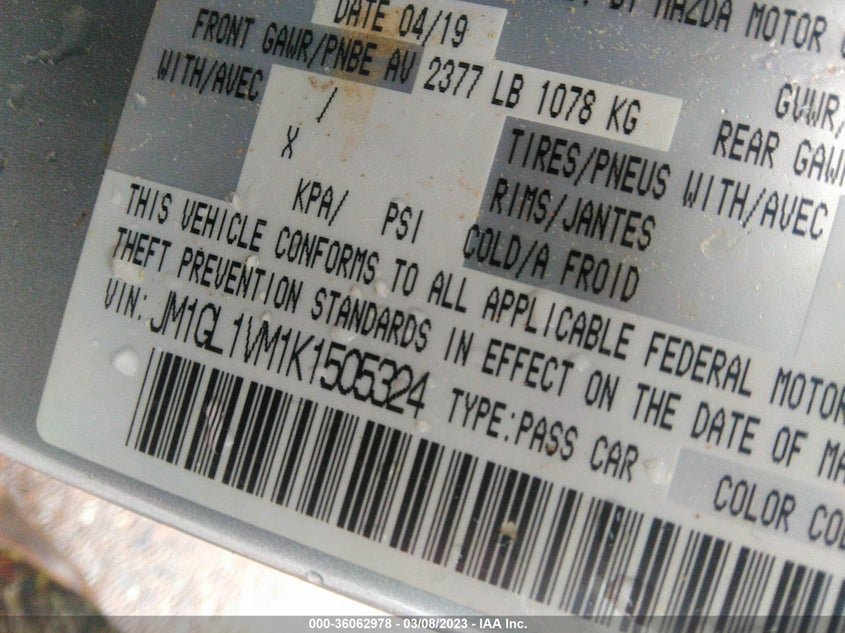 BY MAZDA MOTOR
DATE 04/19
FRONT GAWR/PNBE AV 2377 LB 1078 KG
GVWR/
WITH/AVEC
/
REAR GAWR
X
TIRES/PNEUS WITH/AVEC
RIMS/JANTES
KPA/ PSI
COLD/A FROID
THIS VEHICLE CONFORMS TO ALL APPLICABLE FEDERAL MOTOR
THEFT PREVENTION STANDARDS IN EFFECT ON THE DATE OF MA
VIN: JM1GL1VM1K1505324 TYPE:PASS CAR
COLOR COD
000-36062978 - 03/08/2023 - IAA Inc.